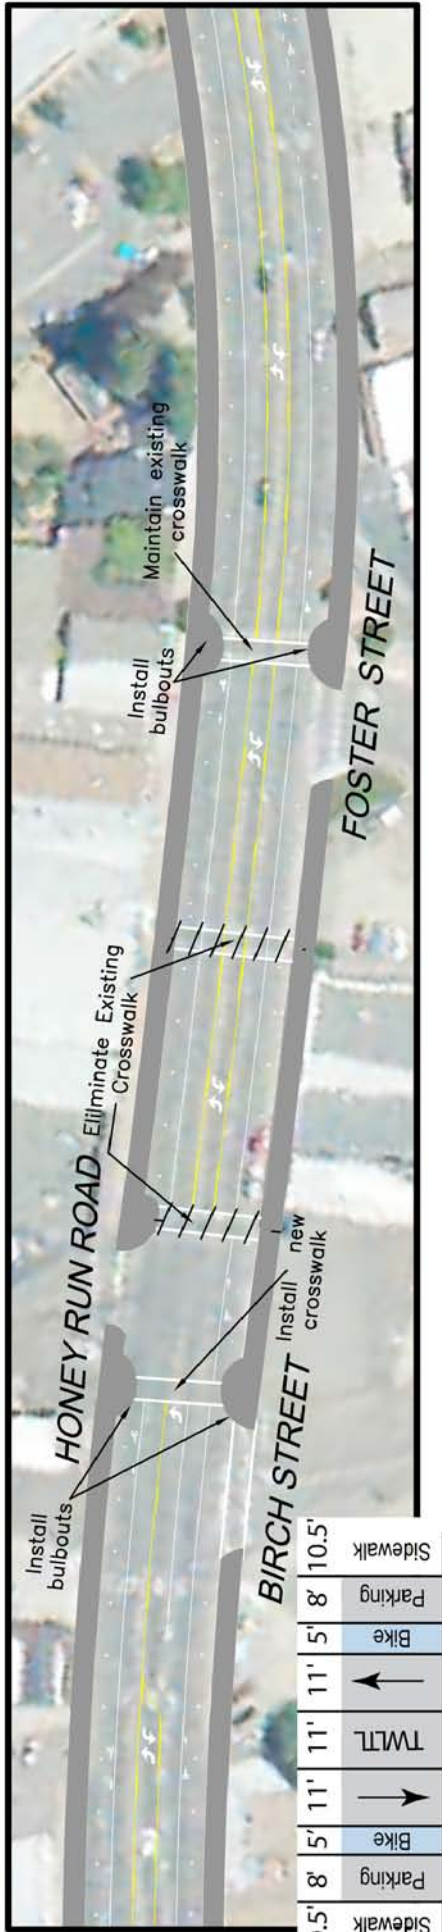 Install
bulbouts
HONEY RUN ROAD
Elilminate Existing
Crosswalk
Install
bulbouts
Maintain existing
crosswalk
BIRCH STREET
Install new
crosswalk
FOSTER STREET
.5' 8' 5' 11' 11' 11' 5' 8' 10.5'
Sidewalk Parking Bike TWLTL Bike Parking Sidewalk